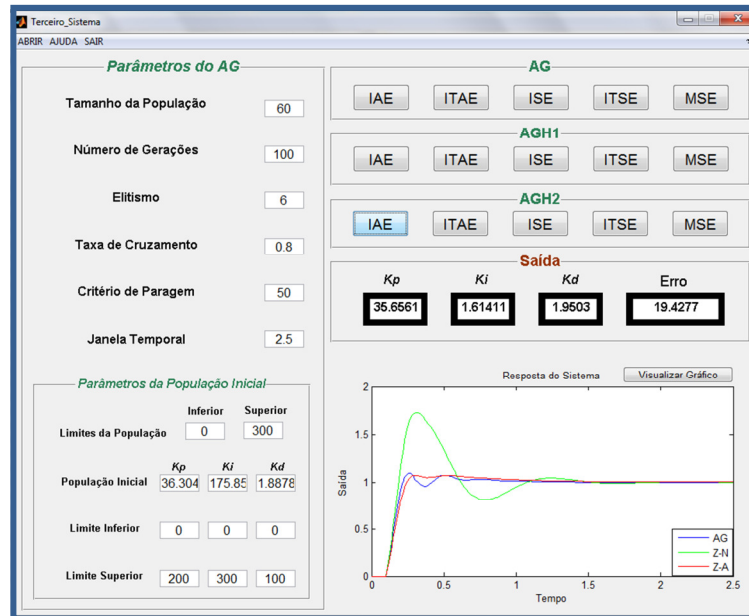 Terceiro_Sistema
ABRIR AJUDA SAIR
Parâmetros do AG
Tamanho da População 60
Número de Gerações 100
Elitismo 6
Taxa de Cruzamento 0.8
Critério de Paragem 50
Janela Temporal 2.5
Parâmetros da População Inicial
Inferior Superior
Limites da População 0 300
Kp Ki Kd
População Inicial 36.304 175.85 1.8878
Limite Inferior 0 0 0
Limite Superior 200 300 100
AG
IAE ITAE ISE ITSE MSE
AGH1
IAE ITAE ISE ITSE MSE
AGH2
IAE ITAE ISE ITSE MSE
Saída
Kp Ki Kd Erro
35.6561 1.61411 1.9503 19.4277
Resposta do Sistema Visualizar Gráfico
2
1.5
1
0.5
0
Saída
0 0.5 1 1.5 2 2.5
Tempo
AG
Z-N
Z-A